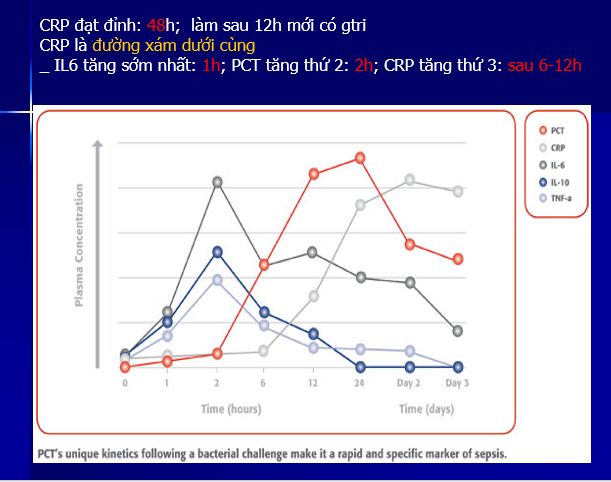 CRP đạt đỉnh: 48h;  làm sau 12h mới có gtri
CRP là đường xám dưới cùng
_ IL6 tăng sớm nhất: 1h; PCT tăng thứ 2: 2h; CRP tăng thứ 3: sau 6-12h
PCT
CRP
IL-6
IL-10
TNF-a
Plasma Concentration
0 1 2 6 12 24 Day 2 Day 3
Time (hours) Time (days)
PCT's unique kinetics following a bacterial challenge make it a rapid and specific marker of sepsis.